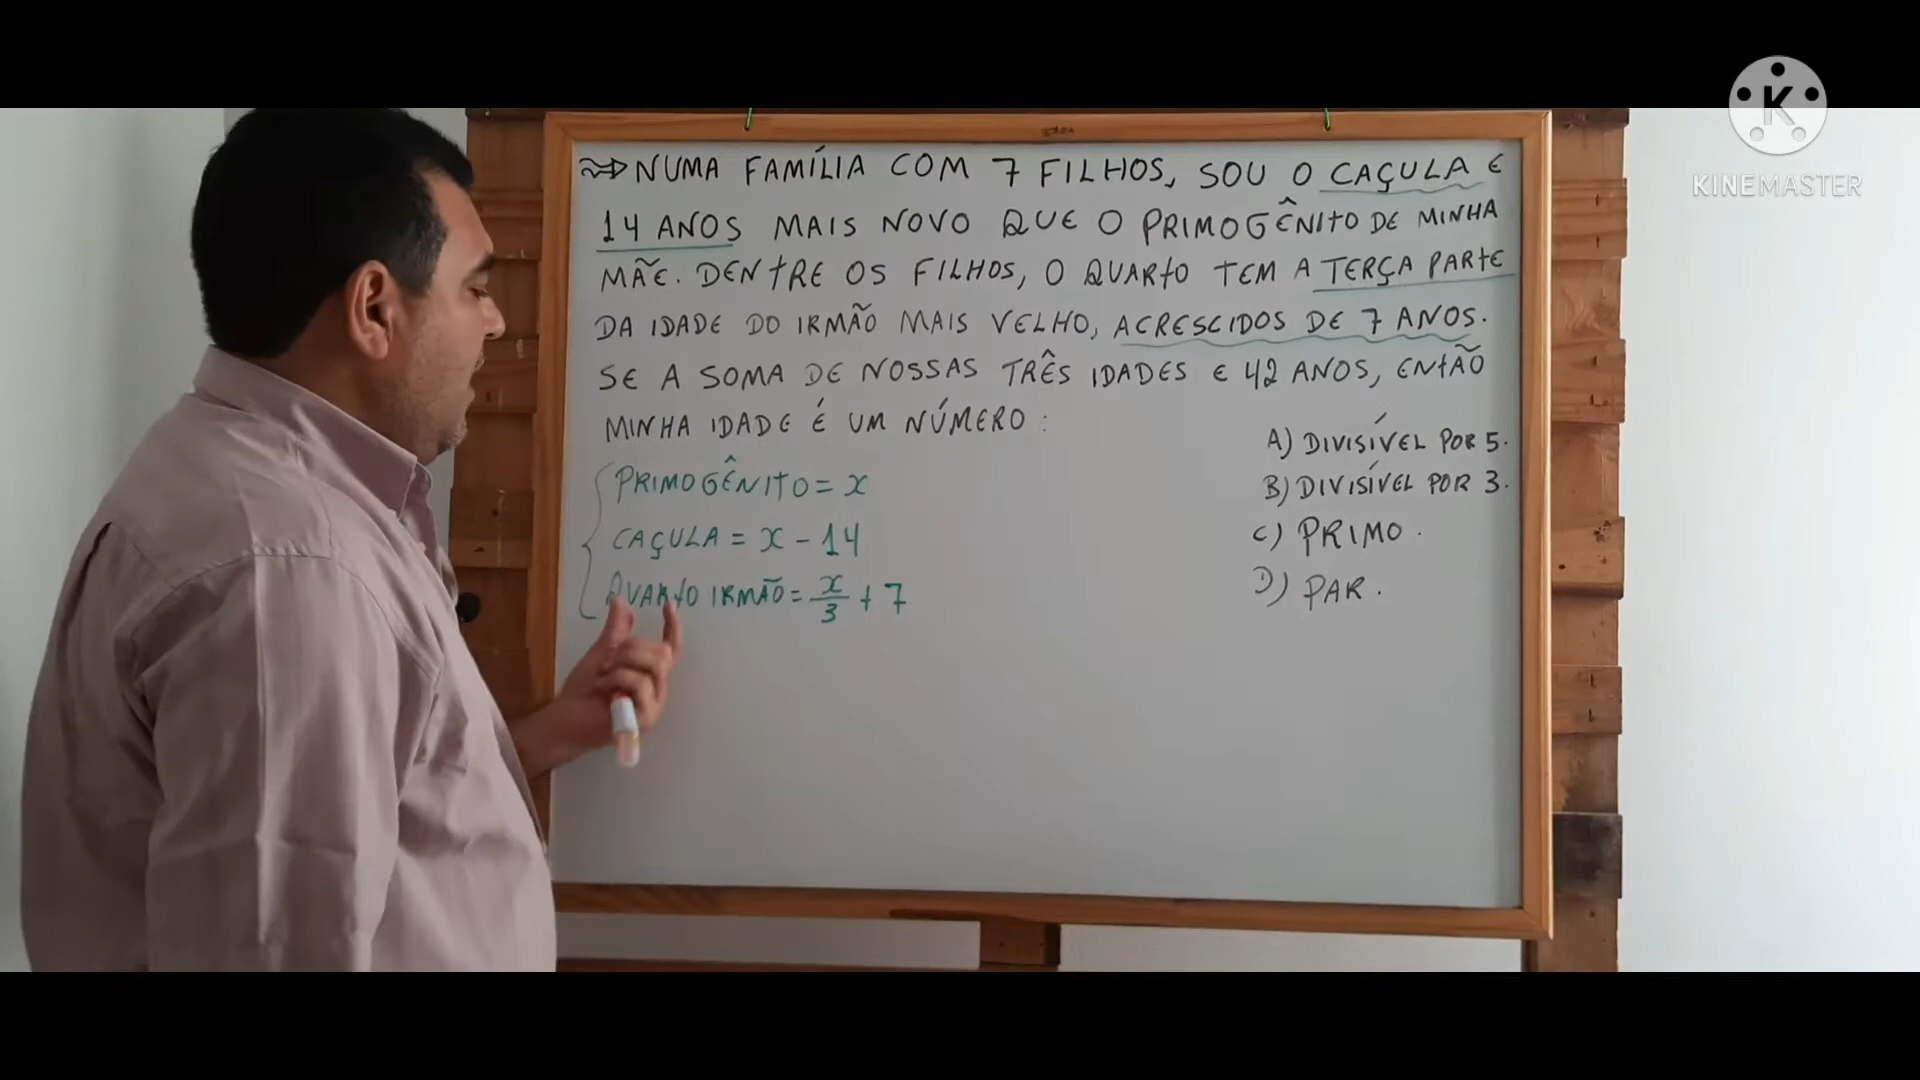 NUMA FAMÍLIA COM 7 FILHOS, SOU O CAÇULA E
14 ANOS MAIS NOVO QUE O PRIMOGÊNITO DE MINHA
MÃE. DENTRE OS FILHOS, O QUARTO TEM A TERÇA PARTE
DA IDADE DO IRMÃO MAIS VELHO, ACRESCIDOS DE 7 ANOS.
SE A SOMA DE NOSSAS TRÊS IDADES E 42 ANOS, ENTÃO
MINHA IDADE É UM NÚMERO:
A) DIVISÍVEL POR 5.
B) DIVISÍVEL POR 3.
C) PRIMO.
D) PAR.
PRIMOGÊNITO = x
CAÇULA = x - 14
QUARTO IRMÃO = x/3 + 7
K
KINEMASTER